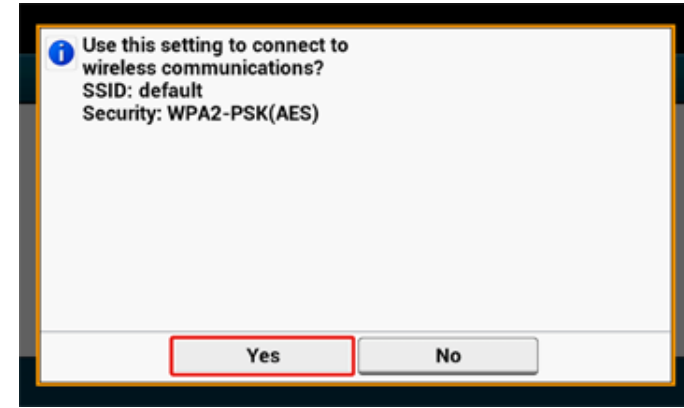 Use this setting to connect to
wireless communications?
SSID: default
Security: WPA2-PSK(AES)
Yes
No